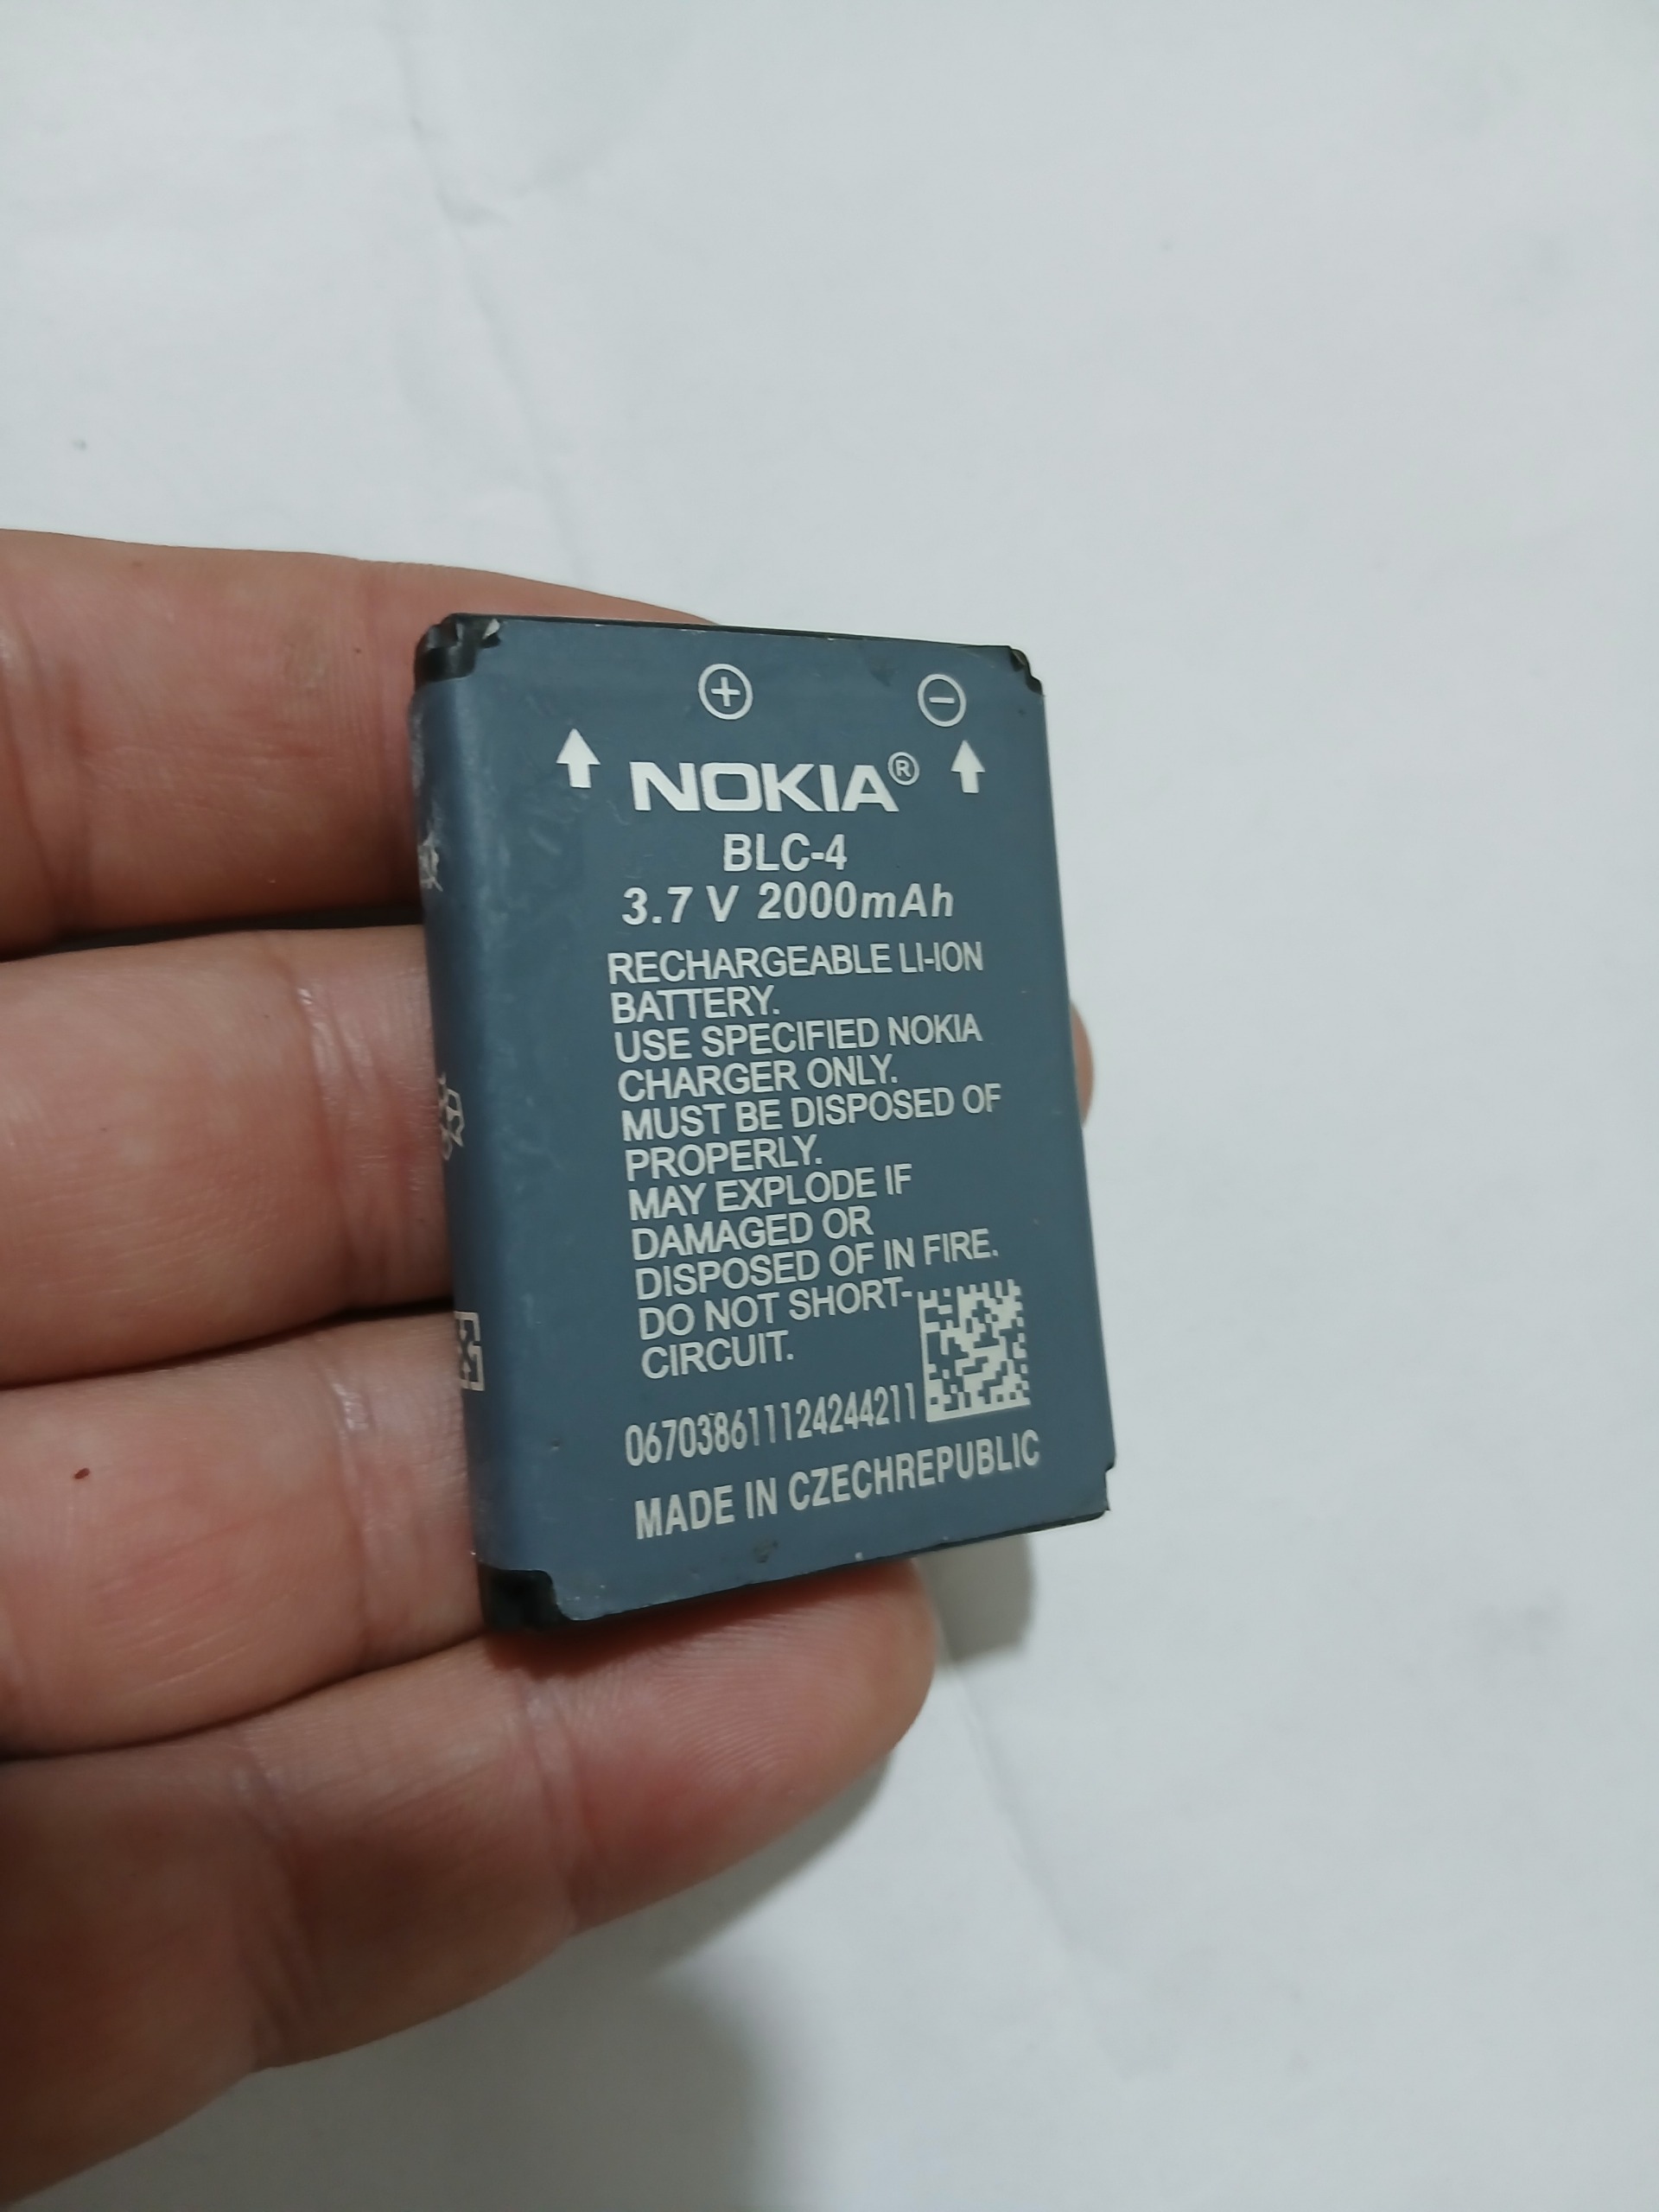 NOKIA®
BLC-4
3.7 V 2000mAh
RECHARGEABLE LI-ION
BATTERY.
USE SPECIFIED NOKIA
CHARGER ONLY.
MUST BE DISPOSED OF
PROPERLY.
MAY EXPLODE IF
DAMAGED OR
DISPOSED OF IN FIRE.
DO NOT SHORT-
CIRCUIT.
0670386111124244211
MADE IN CZECHREPUBLIC